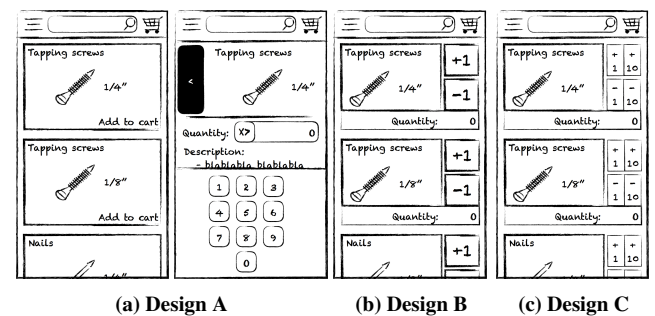 Tapping screws
1/4"
Add to cart
Tapping screws
1/8"
Add to cart
Nails
<
Tapping screws
1/4"
Quantity: X> 0
Description:
- blablabla blablabla
1 2 3
4 5 6
7 8 9
0
Tapping screws
+1
1/4"
-1
Quantity: 0
Tapping screws
+1
1/8"
-1
Quantity: 0
Nails
+1
Tapping screws
+ +
1 10
1/4"
- -
1 10
Quantity: 0
Tapping screws
+ +
1 10
1/8"
- -
1 10
Quantity: 0
Nails
+ +
1 10
(a) Design A
(b) Design B
(c) Design C